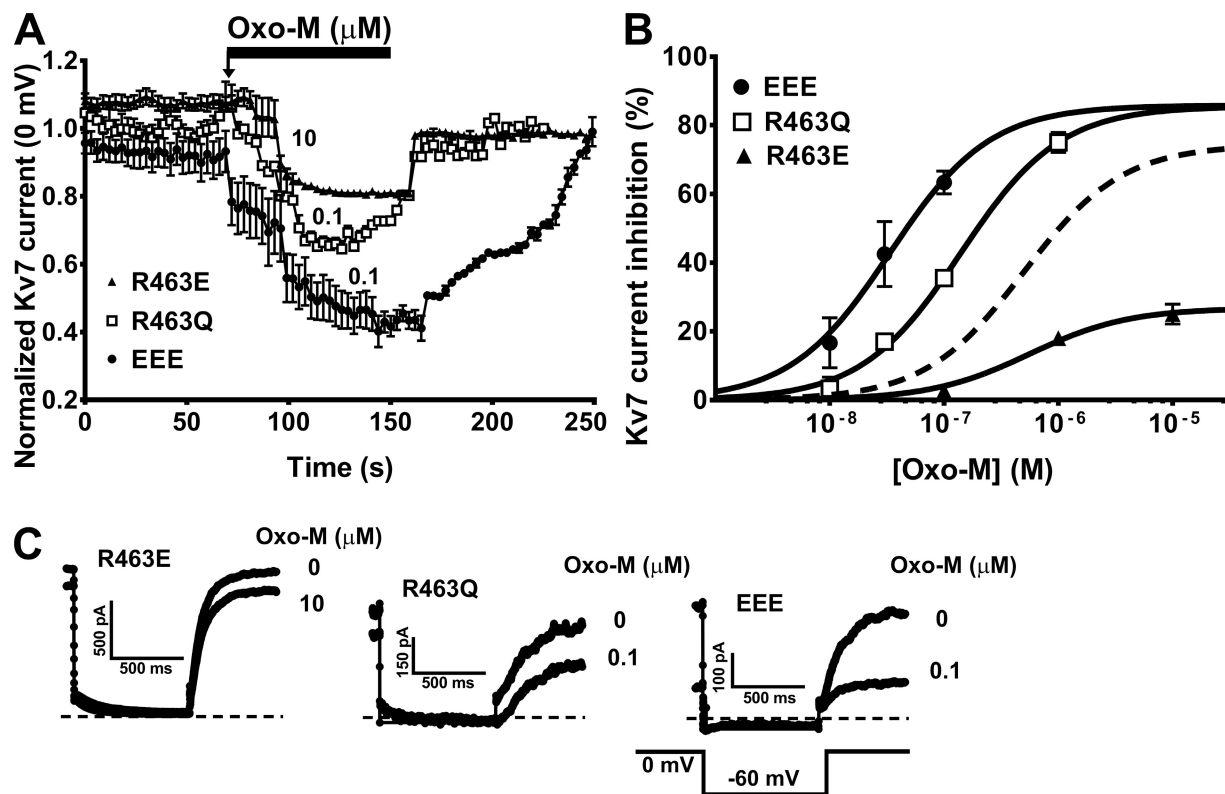 A
Oxo-M (μM)
Normalized Kv7 current (0 mV)
1.2
1.0
0.8
0.6
0.4
0.2
10
0.1
0.1
R463E
R463Q
EEE
0
50
100
150
200
250
Time (s)
B
Kv7 current inhibition (%)
100
80
60
40
20
0
EEE
R463Q
R463E
10⁻⁸
10⁻⁷
10⁻⁶
10⁻⁵
[Oxo-M] (M)
C
R463E
Oxo-M (μM)
0
10
500 pA
500 ms
R463Q
Oxo-M (μM)
0
0.1
150 pA
500 ms
EEE
Oxo-M (μM)
0
0.1
100 pA
500 ms
0 mV
-60 mV